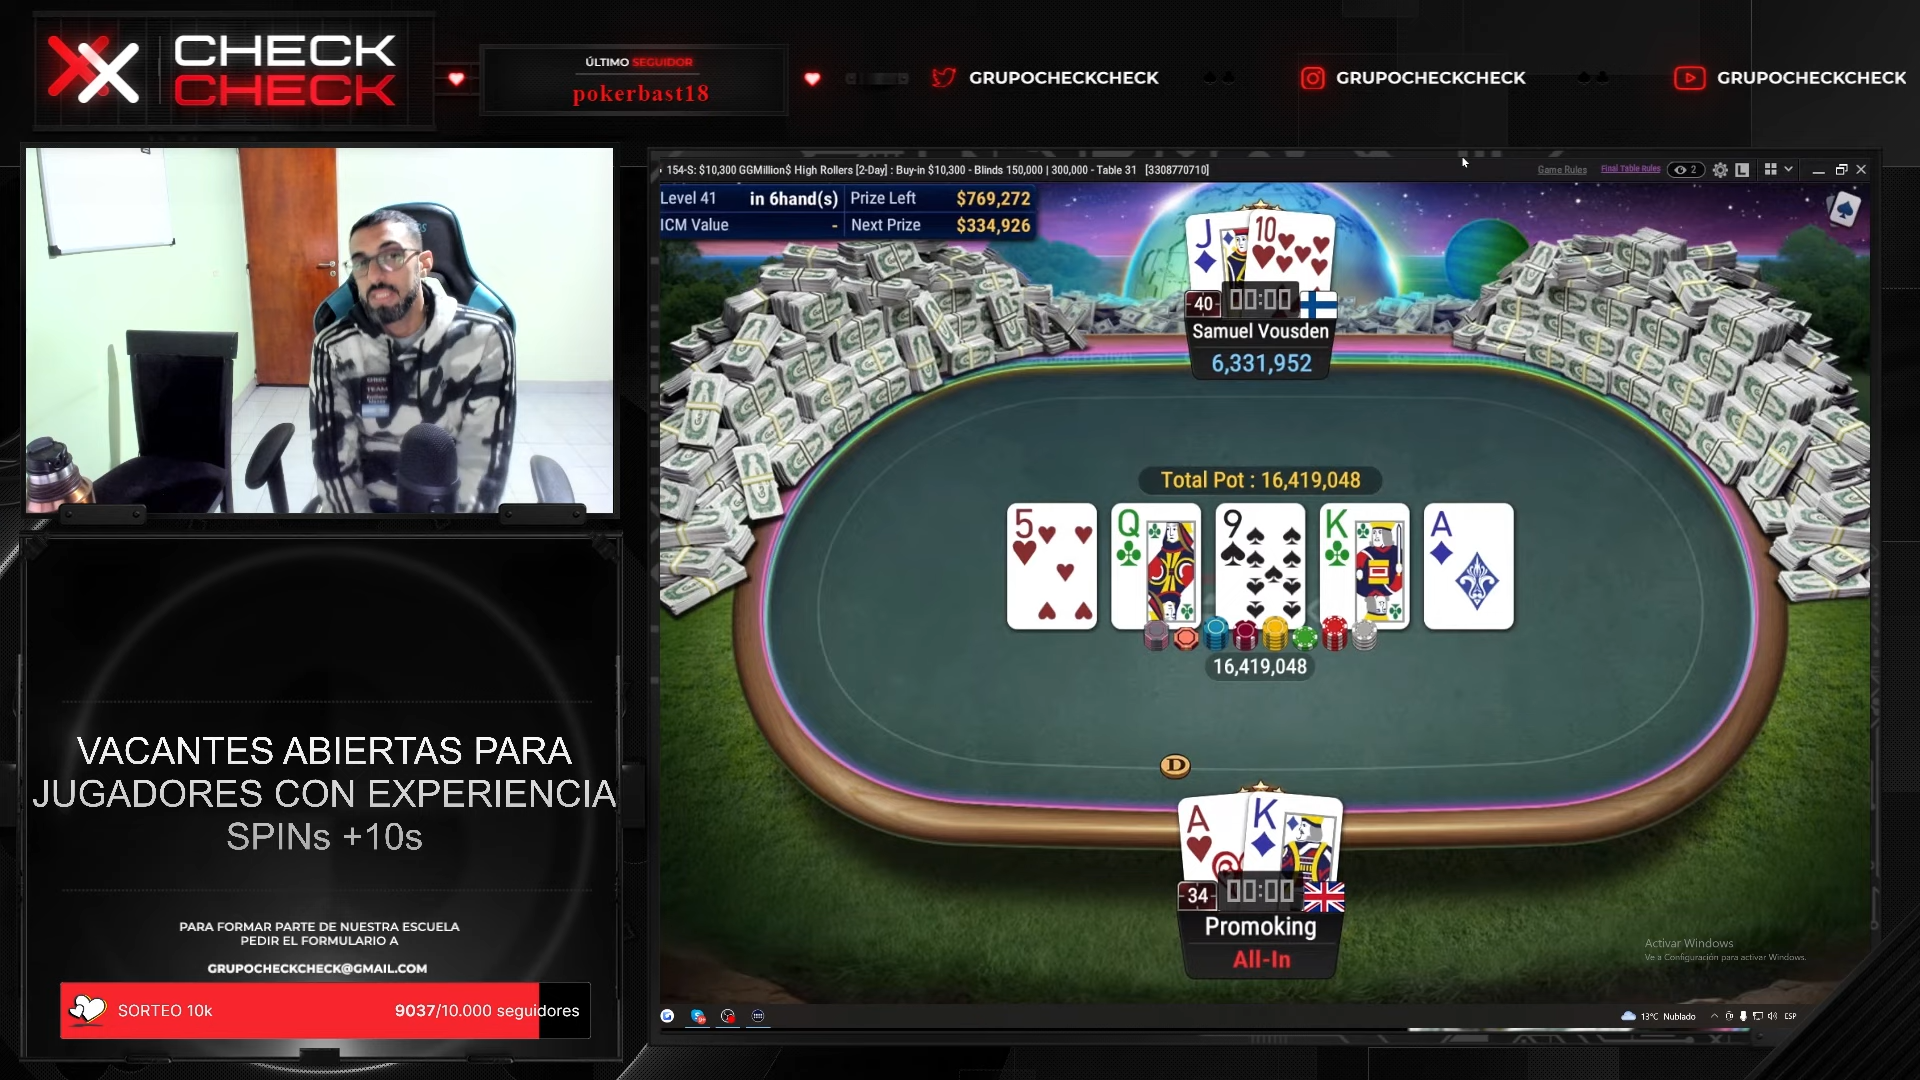 CHECK
CHECK
ÚLTIMO SEGUIDOR
pokerbast18
GRUPOCHECKCHECK
GRUPOCHECKCHECK
GRUPOCHECKCHECK
154-S: $10,300 GGMillion$ High Rollers [2-Day] : Buy-in $10,300 - Blinds 150,000 | 300,000 - Table 31 [3308770710]
Game Rules
Final Table Rules
2
Level 41 in 6hand(s) Prize Left $769,272
ICM Value - Next Prize $334,926
J 10
40 00:00
Samuel Vousden
6,331,952
Total Pot : 16,419,048
5 Q 9 K A
16,419,048
D
A K
34 00:00
Promoking
All-In
VACANTES ABIERTAS PARA
JUGADORES CON EXPERIENCIA
SPINs +10s
PARA FORMAR PARTE DE NUESTRA ESCUELA
PEDIR EL FORMULARIO A
GRUPOCHECKCHECK@GMAIL.COM
SORTEO 10k 9037/10.000 seguidores
Activar Windows
Ve a Configuración para activar Windows.
13°C Nublado
ESP